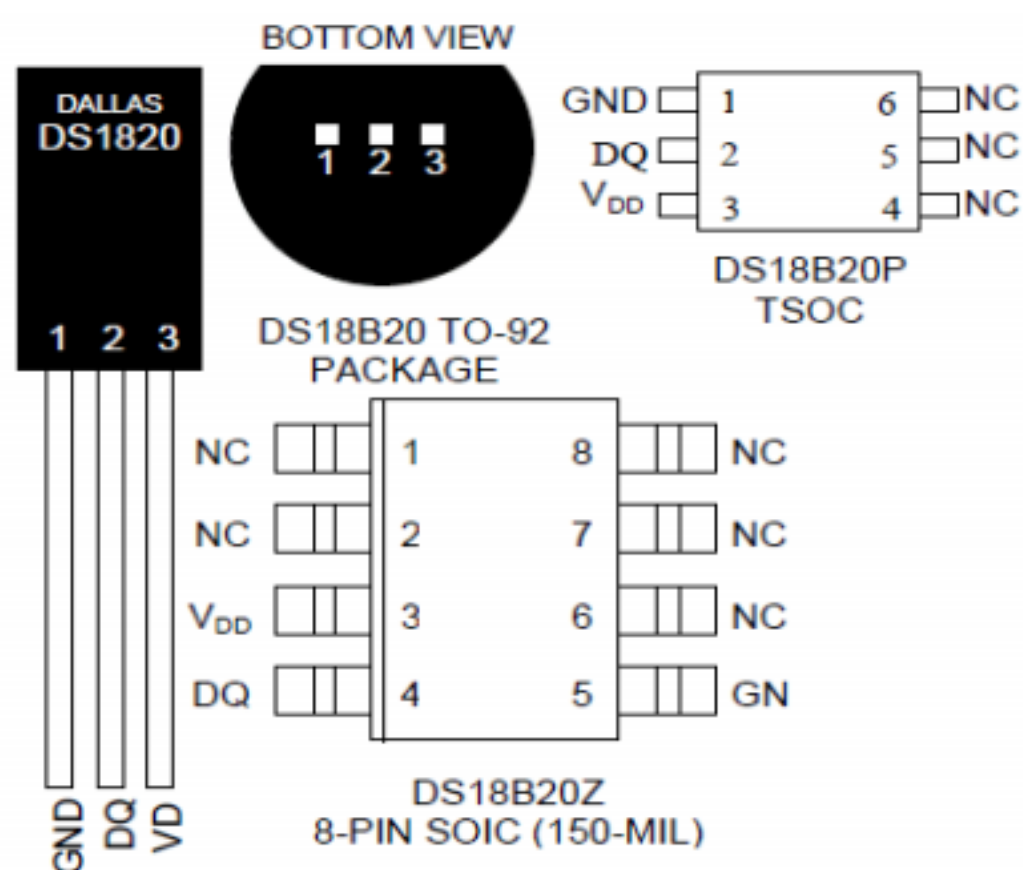 BOTTOM VIEW
DALLAS
DS1820
1 2 3
GND
DQ
VD
1 2 3
DS18B20 TO-92
PACKAGE
GND 1 6 NC
DQ 2 5 NC
VDD 3 4 NC
DS18B20P
TSOC
NC 1 8 NC
NC 2 7 NC
VDD 3 6 NC
DQ 4 5 GN
DS18B20Z
8-PIN SOIC (150-MIL)